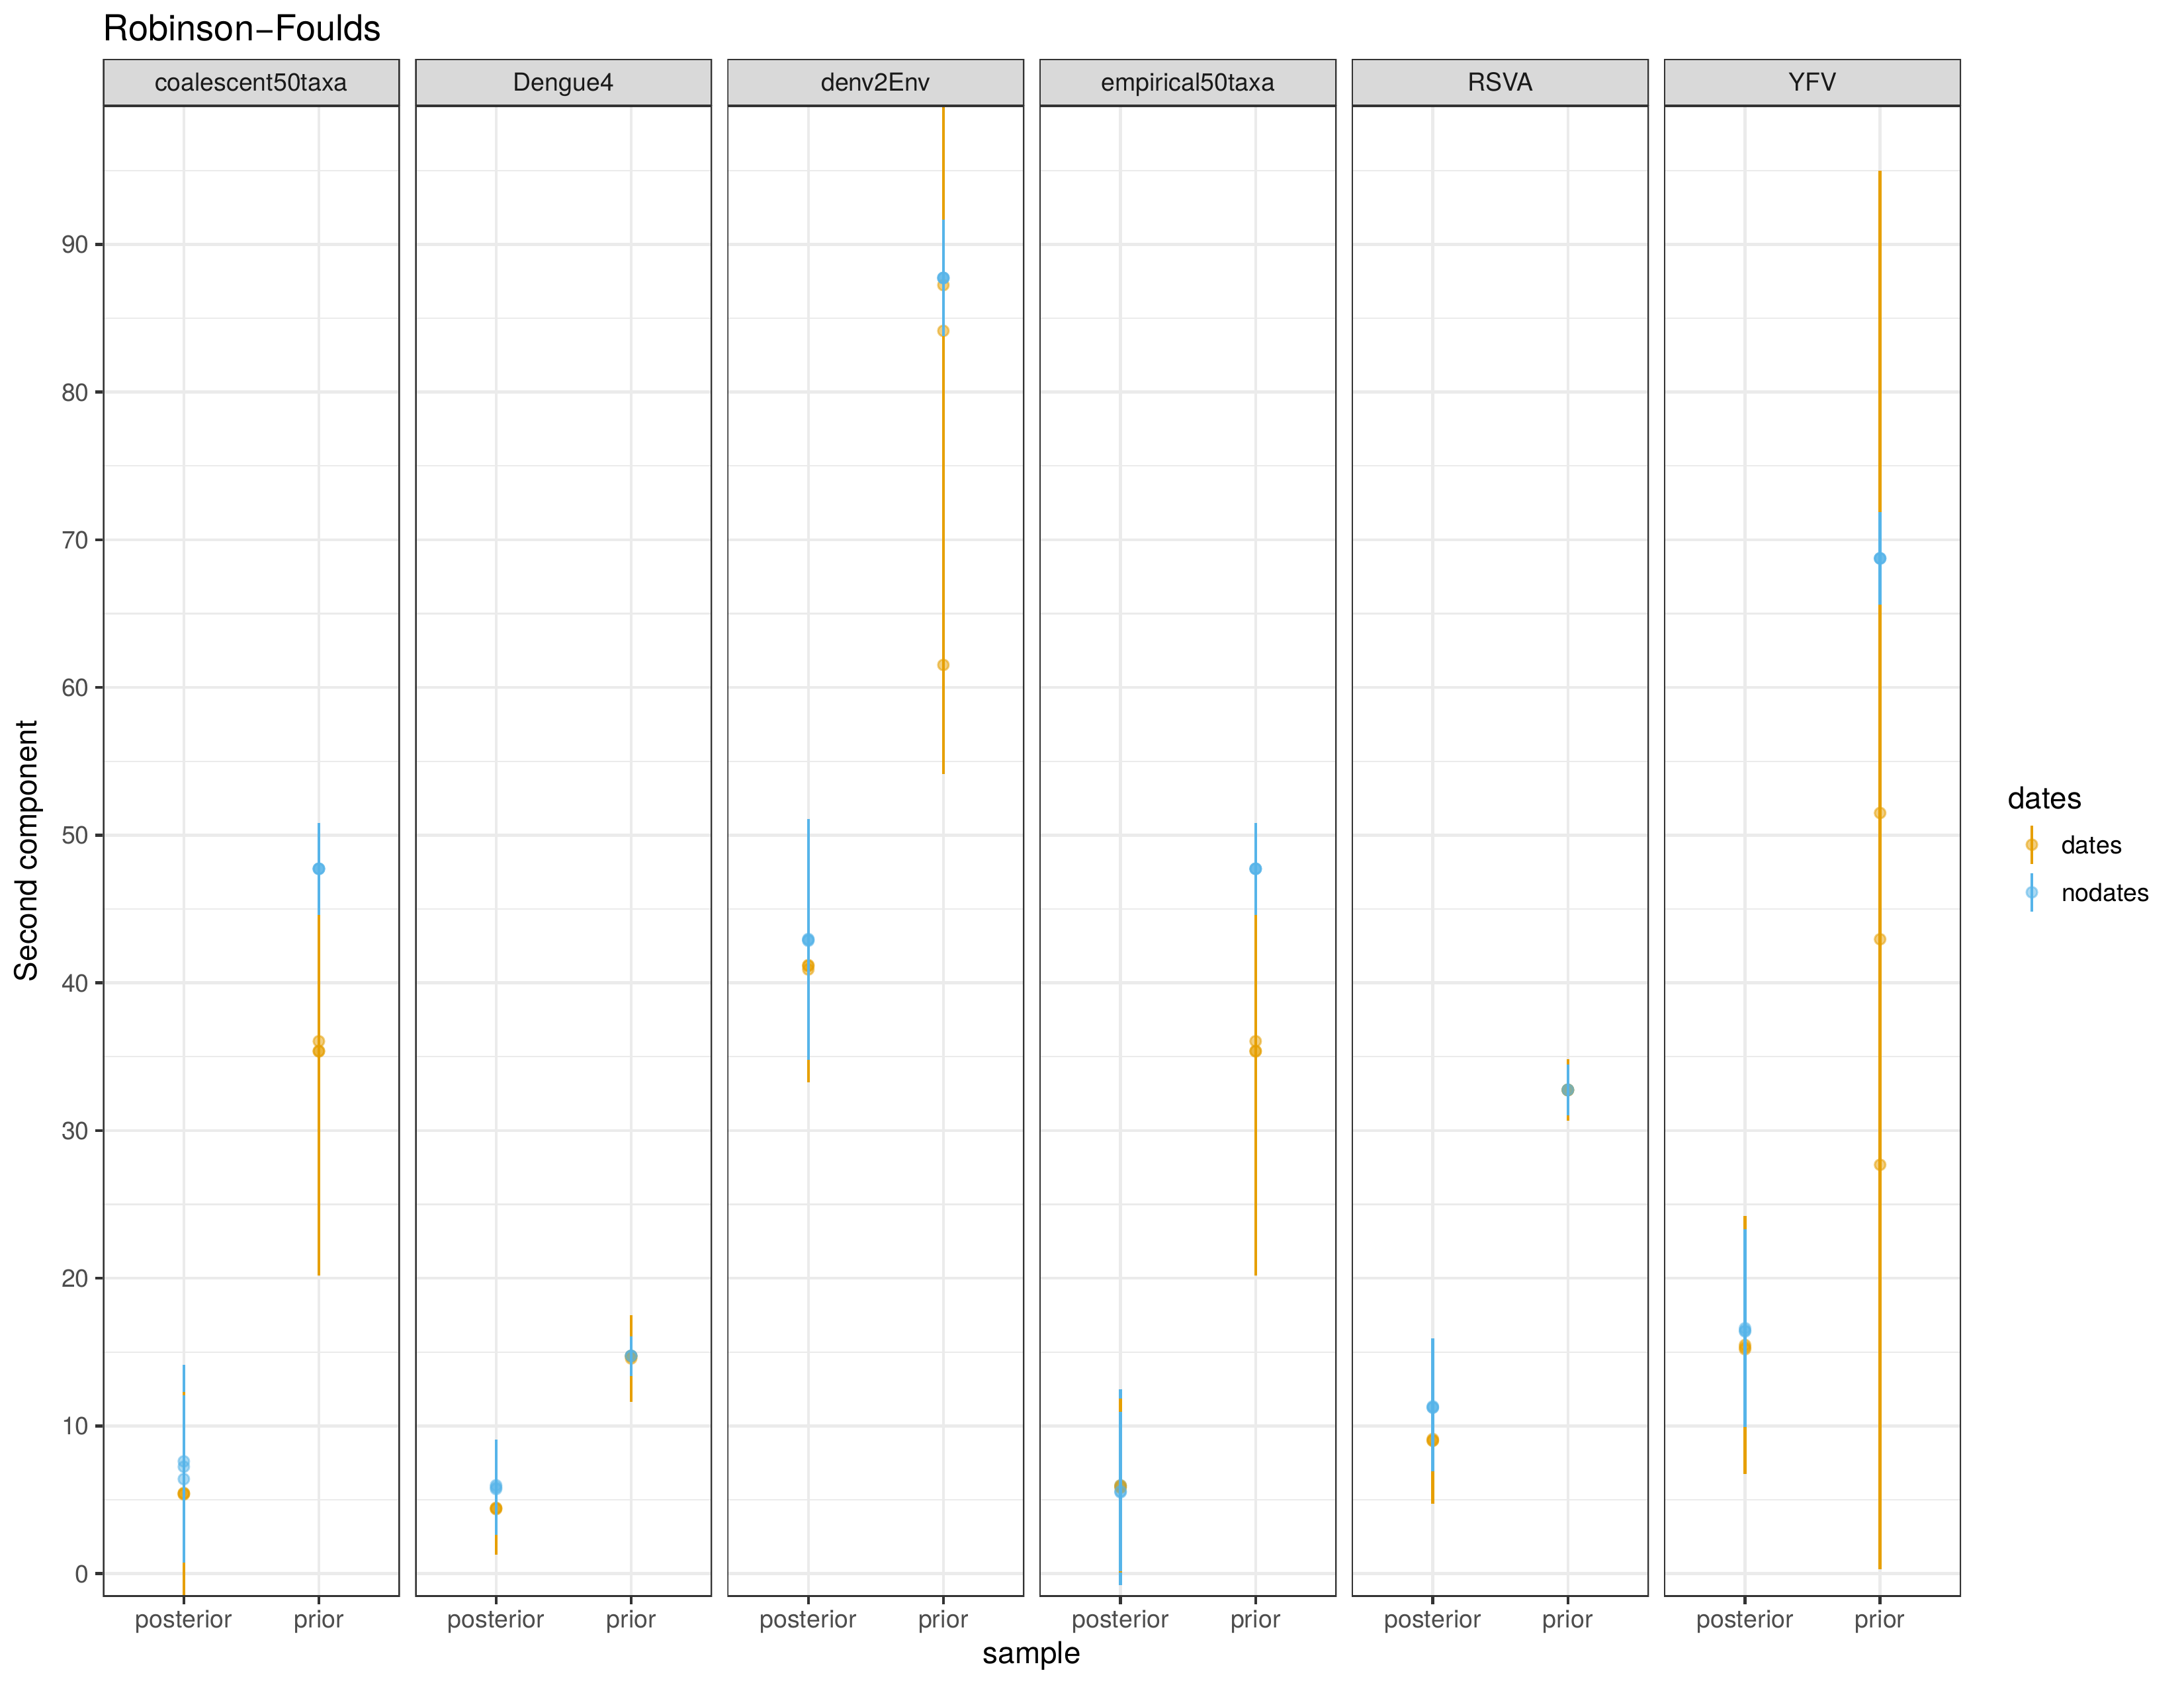 Robinson−Foulds
coalescent50taxa
Dengue4
denv2Env
empirical50taxa
RSVA
YFV
90
80
70
60
50
40
30
20
10
0
Second component
posterior prior
posterior prior
posterior prior
posterior prior
posterior prior
posterior prior
sample
dates
dates
nodates